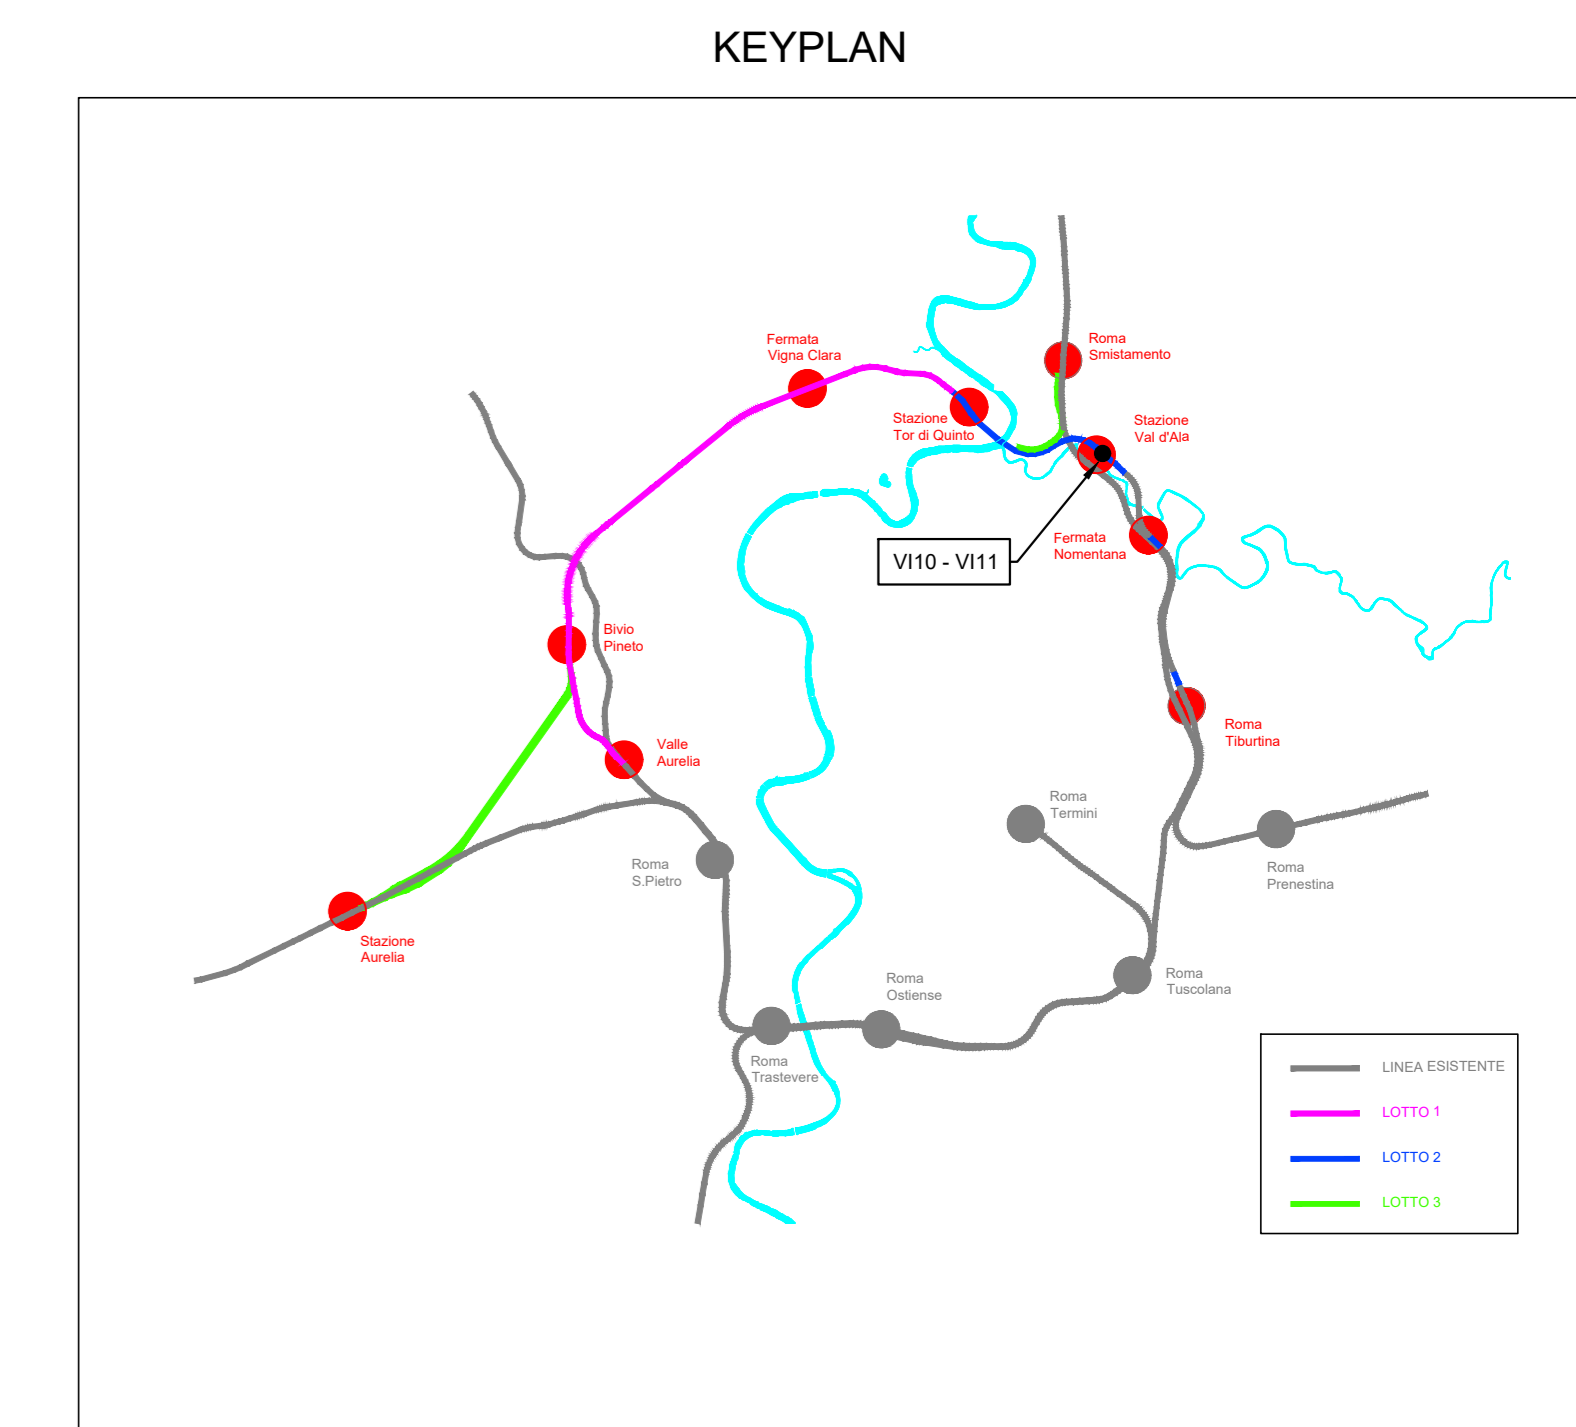 KEYPLAN
Fermata
Vigna Clara
Roma
Smistamento
Stazione
Tor di Quinto
Stazione
Val d'Ala
Fermata
Nomentana
VI10 - VI11
Bivio
Pineto
Valle
Aurelia
Roma
Tiburtina
Roma
Termini
Roma
S.Pietro
Roma
Prenestina
Stazione
Aurelia
Roma
Ostiense
Roma
Tuscolana
Roma
Trastevere
LINEA ESISTENTE
LOTTO 1
LOTTO 2
LOTTO 3